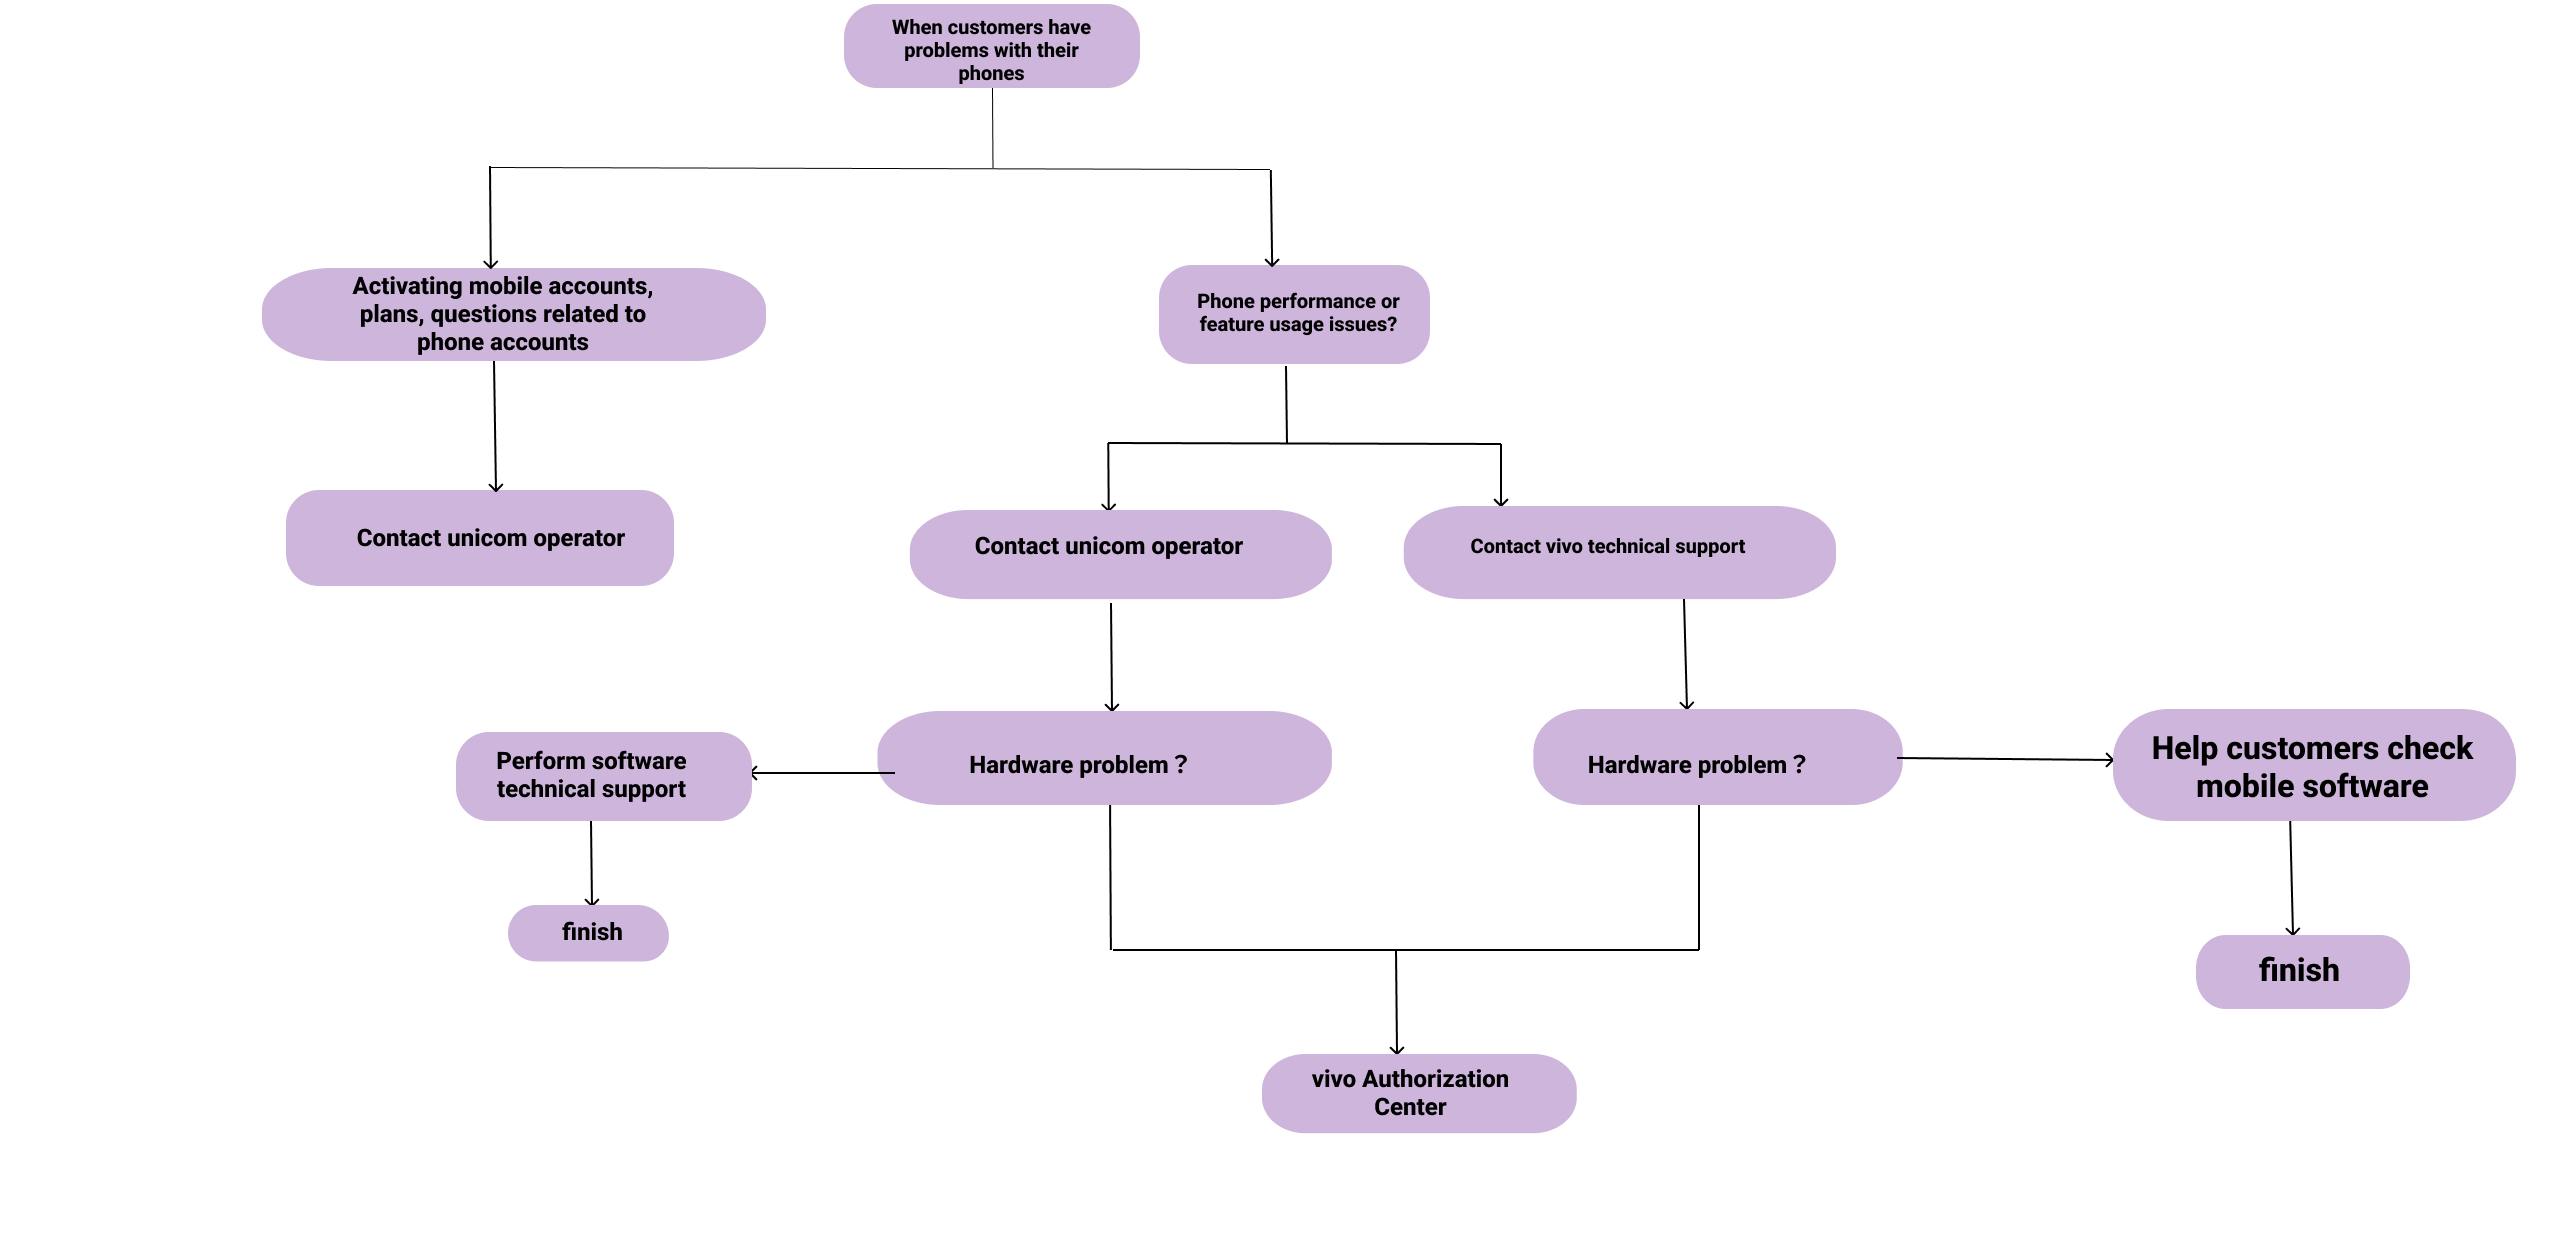 When customers have
problems with their
phones
Activating mobile accounts,
plans, questions related to
phone accounts
Phone performance or
feature usage issues?
Contact unicom operator
Contact unicom operator
Contact vivo technical support
Perform software
technical support
Hardware problem？
Hardware problem？
Help customers check
mobile software
finish
finish
vivo Authorization
Center